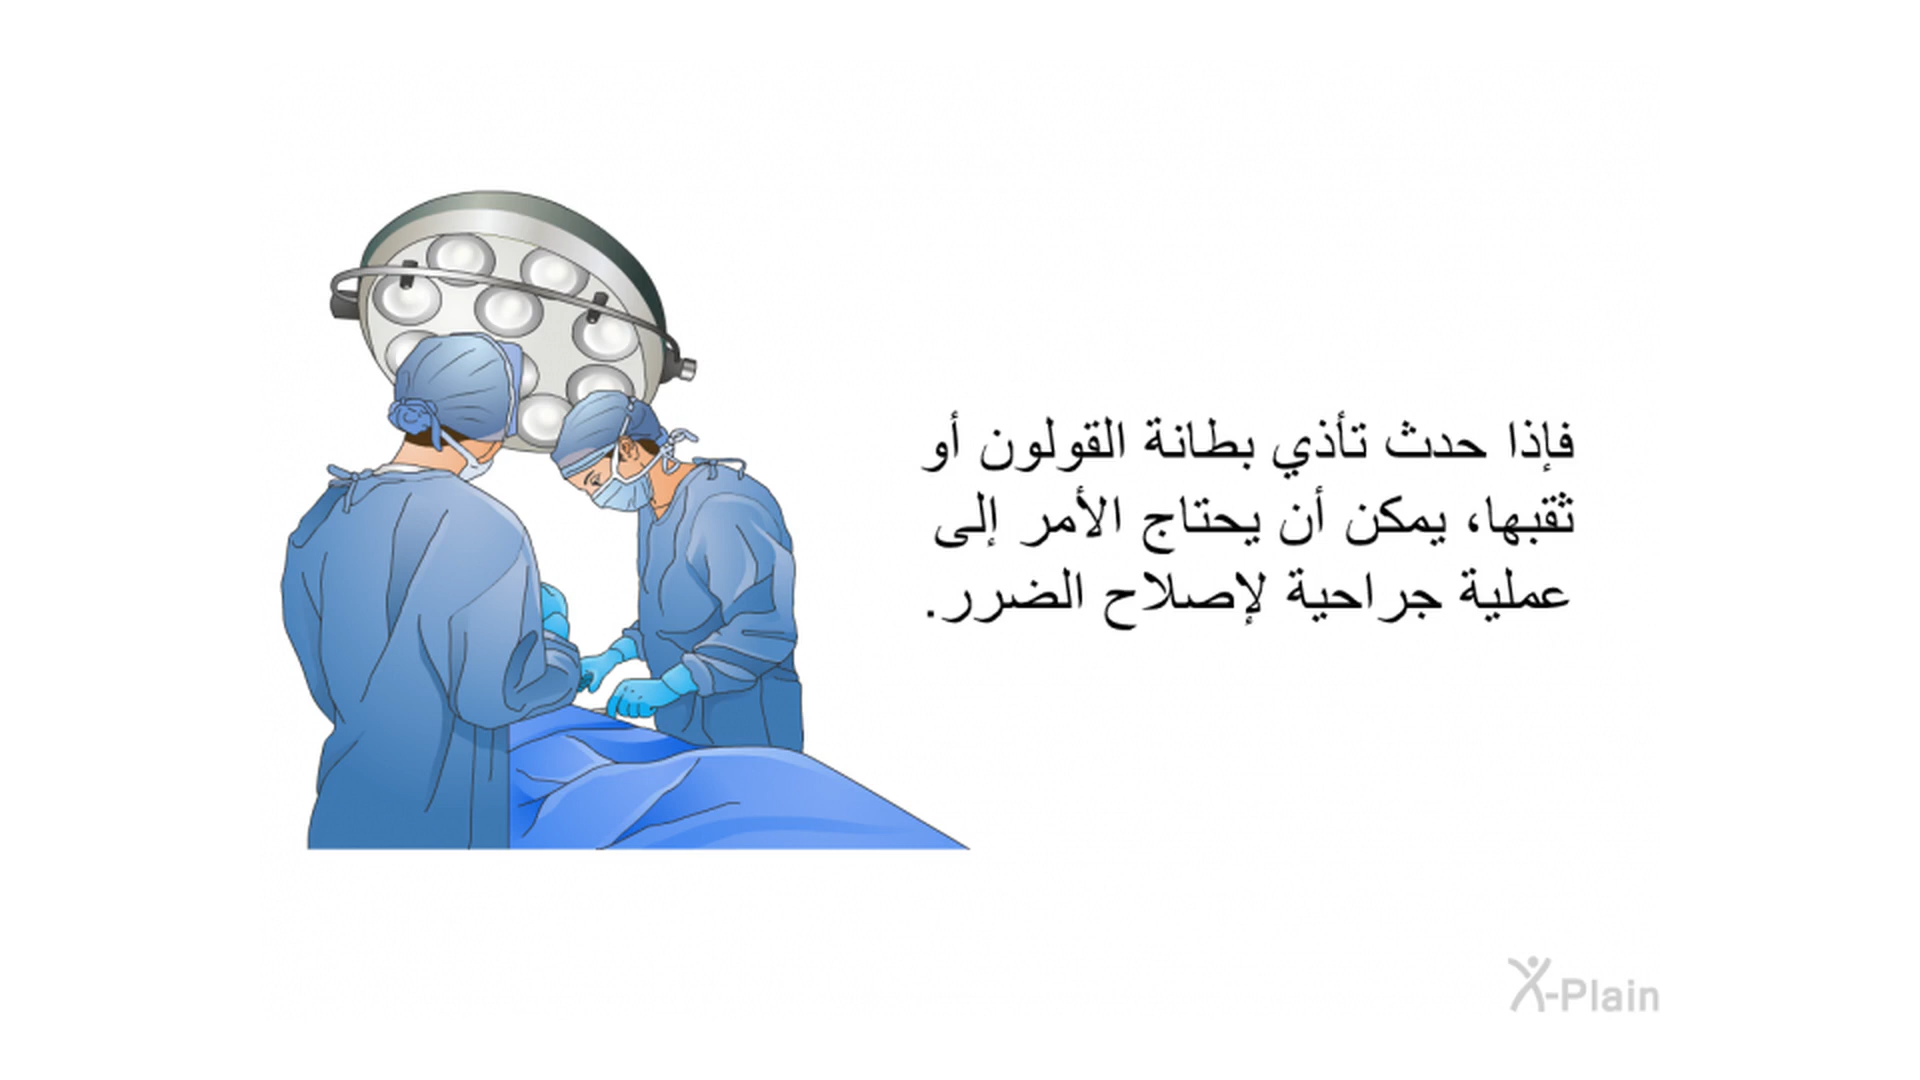 فإذا حدث تأذي بطانة القولون أو
ثقبها، يمكن أن يحتاج الأمر إلى
عملية جراحية لإصلاح الضرر.
X-Plain